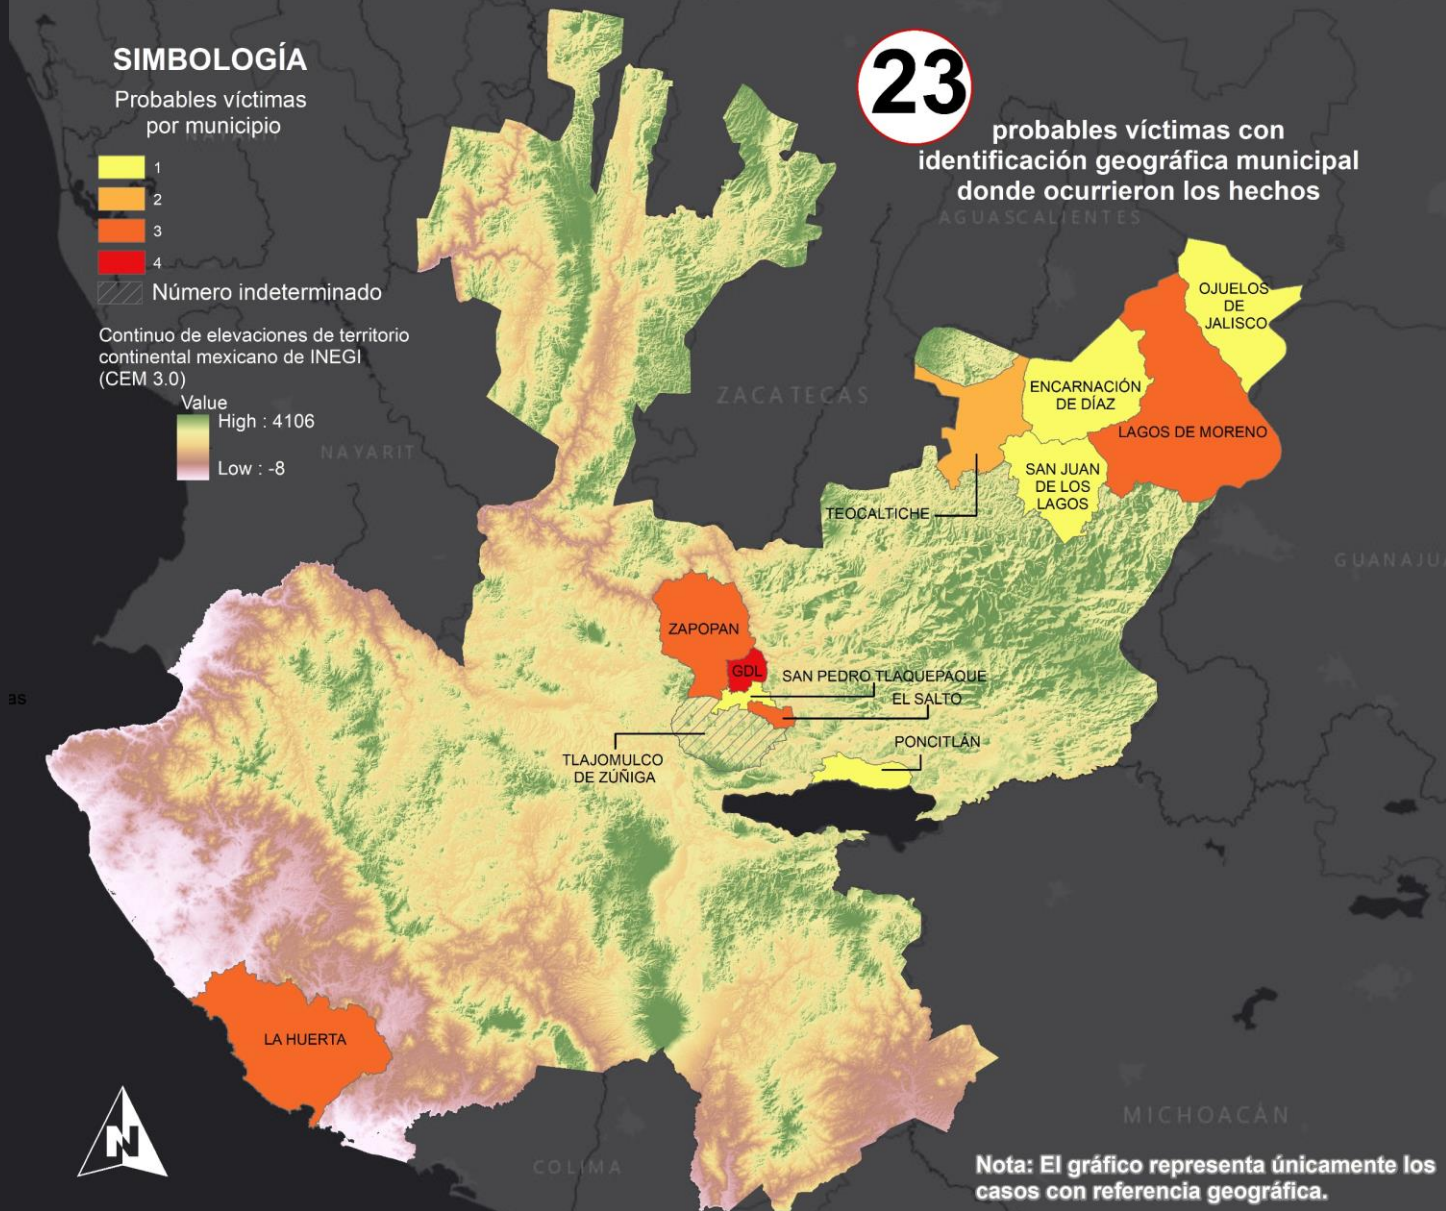 SIMBOLOGÍA
Probables víctimas
por municipio
NAYARIT
1
2
3
4
Número indeterminado
Continuo de elevaciones de territorio
continental mexicano de INEGI
(CEM 3.0)
Value
High : 4106
Low : -8
23
probables víctimas con
identificación geográfica municipal
donde ocurrieron los hechos
AGUASCALIENTES
OJUELOS
DE
JALISCO
ENCARNACIÓN
DE DÍAZ
LAGOS DE MORENO
SAN JUAN
DE LOS
LAGOS
TEOCALTICHE
ZACATECAS
NAYARIT
GUANAJU
ZAPOPAN
GDL
SAN PEDRO TLAQUEPAQUE
EL SALTO
PONCITLÁN
TLAJOMULCO
DE ZÚÑIGA
as
LA HUERTA
N
COLIMA
MICHOACÁN
Nota: El gráfico representa únicamente los
casos con referencia geográfica.